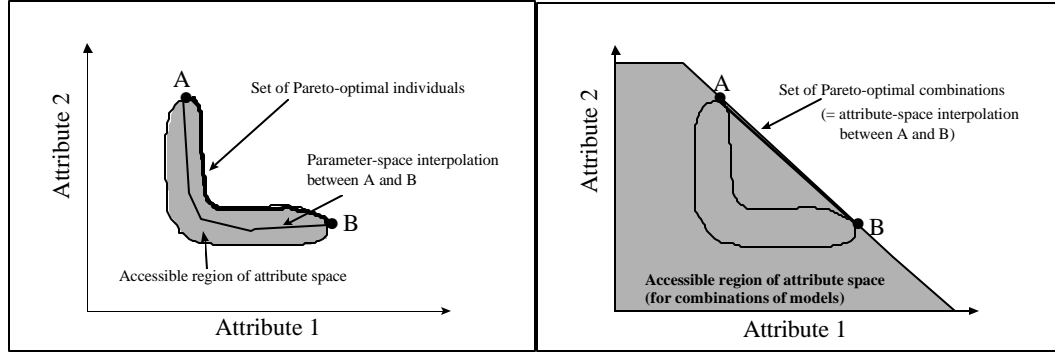 Attribute 2
A
Set of Pareto-optimal individuals
Parameter-space interpolation
between A and B
B
Accessible region of attribute space
Attribute 1
Attribute 2
A
Set of Pareto-optimal combinations
(= attribute-space interpolation
between A and B)
B
Accessible region of attribute space
(for combinations of models)
Attribute 1